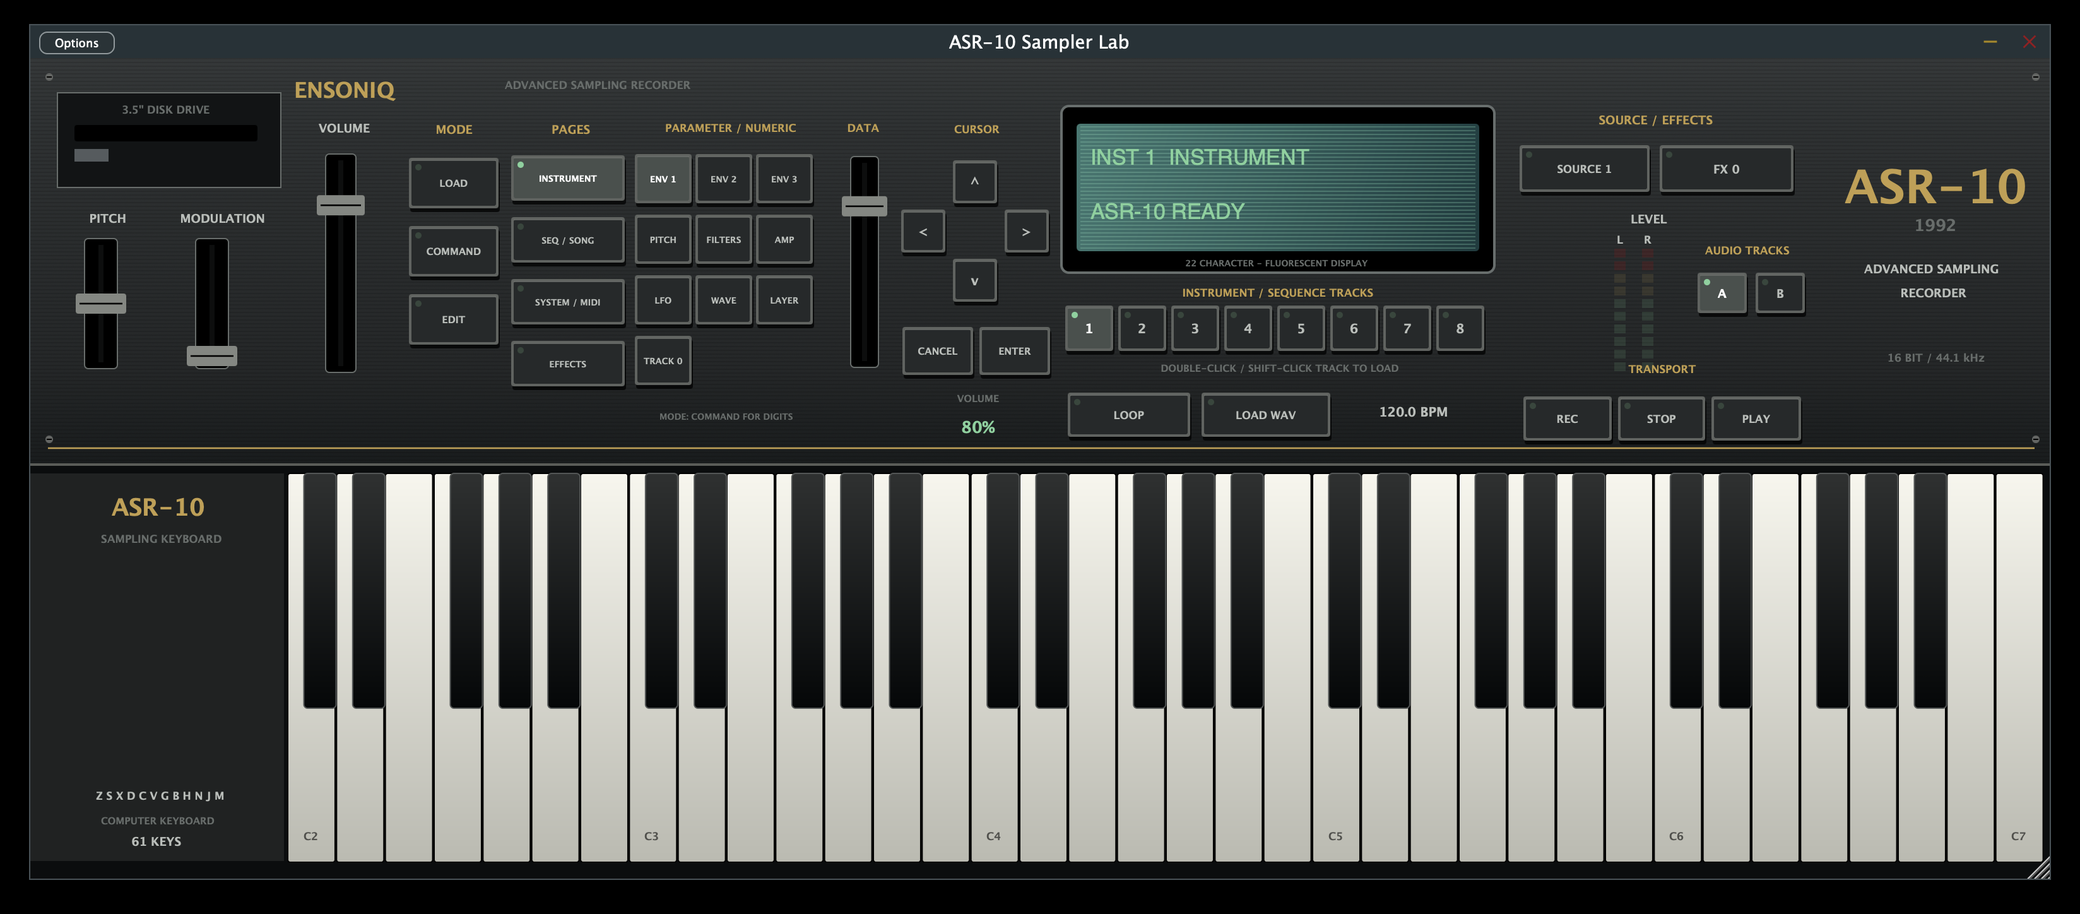 Options
ASR-10 Sampler Lab
3.5" DISK DRIVE
ENSONIQ
ADVANCED SAMPLING RECORDER
PITCH
MODULATION
VOLUME
MODE
LOAD
COMMAND
EDIT
PAGES
INSTRUMENT
SEQ / SONG
SYSTEM / MIDI
EFFECTS
PARAMETER / NUMERIC
ENV 1
ENV 2
ENV 3
PITCH
FILTERS
AMP
LFO
WAVE
LAYER
TRACK 0
MODE: COMMAND FOR DIGITS
DATA
CURSOR
^
<
>
v
CANCEL
ENTER
VOLUME
80%
INST 1 INSTRUMENT
ASR-10 READY
22 CHARACTER - FLUORESCENT DISPLAY
INSTRUMENT / SEQUENCE TRACKS
1
2
3
4
5
6
7
8
DOUBLE-CLICK / SHIFT-CLICK TRACK TO LOAD
LOOP
LOAD WAV
120.0 BPM
SOURCE / EFFECTS
SOURCE 1
FX 0
LEVEL
L R
AUDIO TRACKS
A
B
TRANSPORT
REC
STOP
PLAY
ASR-10
1992
ADVANCED SAMPLING
RECORDER
16 BIT / 44.1 kHz
ASR-10
SAMPLING KEYBOARD
Z S X D C V G B H N J M
COMPUTER KEYBOARD
61 KEYS
C2
C3
C4
C5
C6
C7